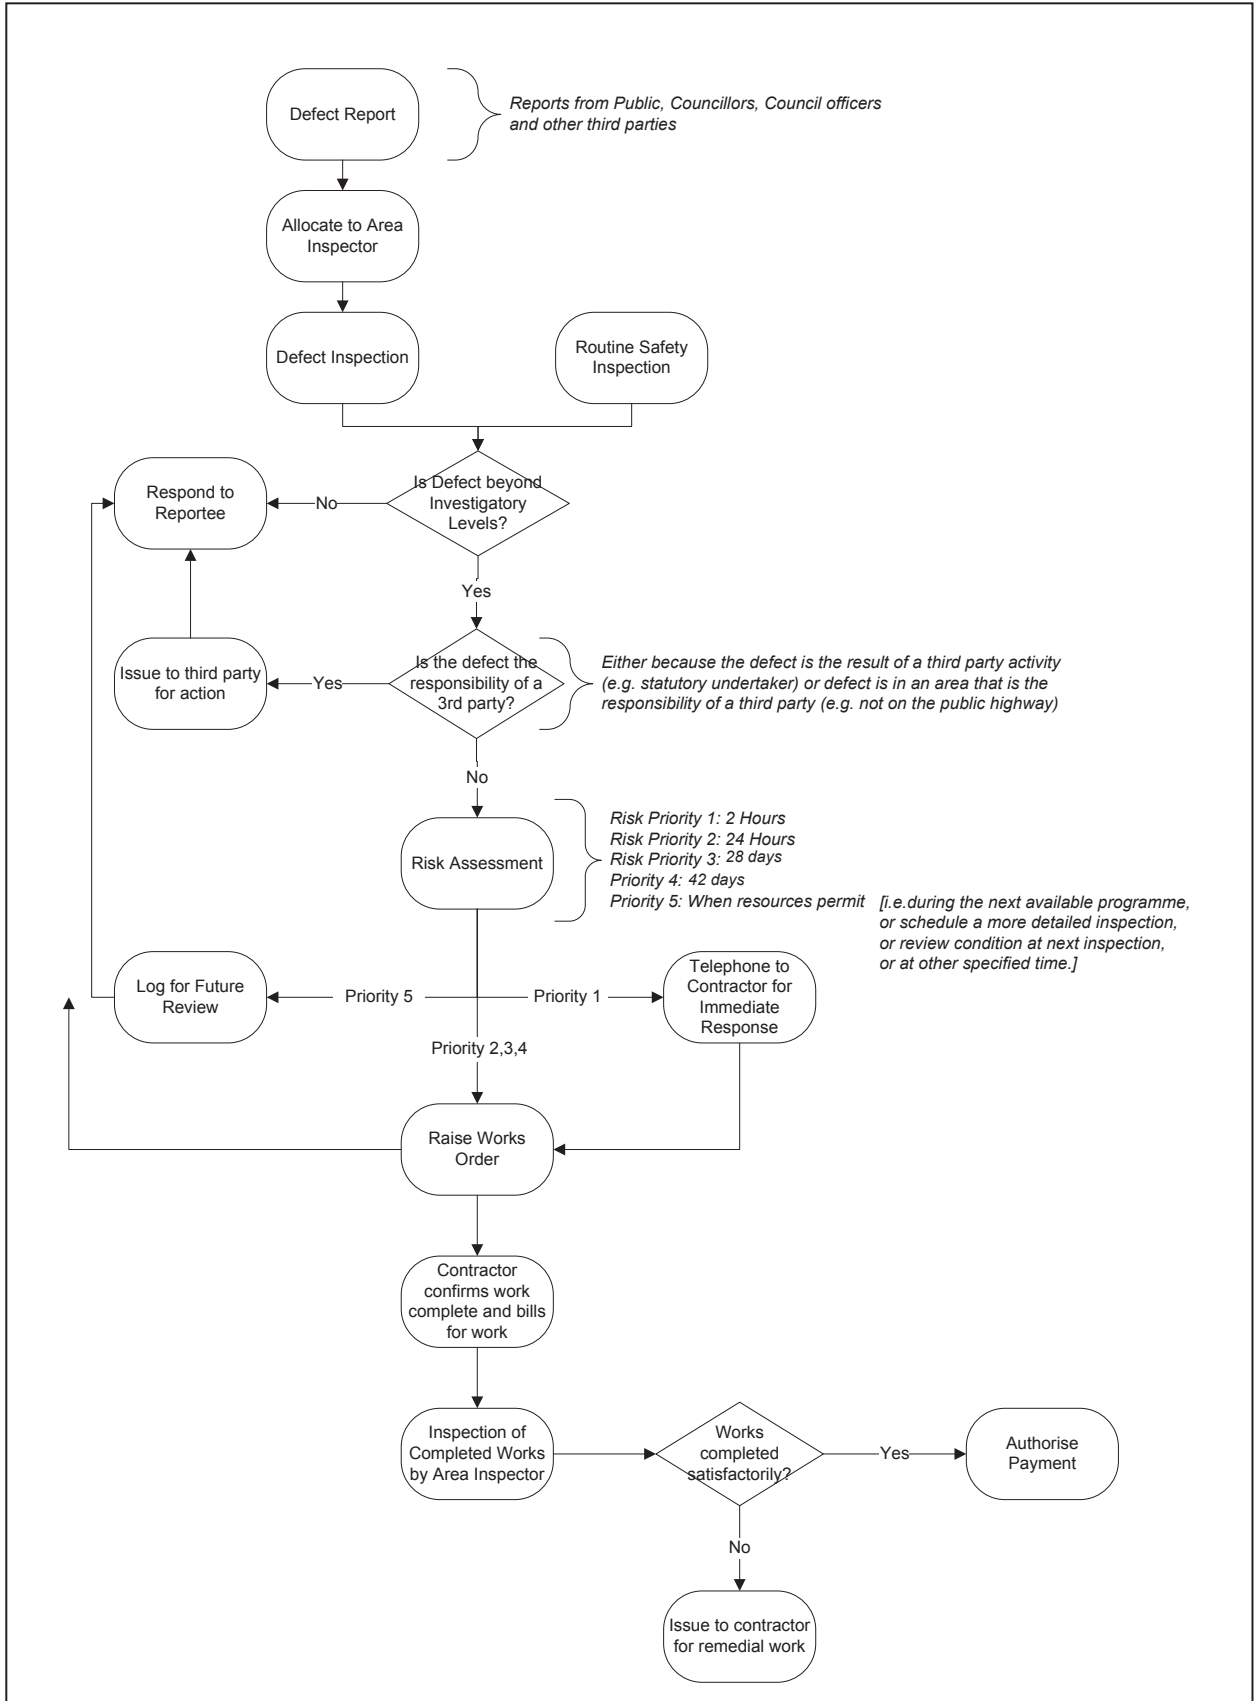 Defect Report
Reports from Public, Councillors, Council officers
and other third parties
Allocate to Area
Inspector
Defect Inspection
Routine Safety
Inspection
Is Defect beyond
Investigatory
Levels?
No
Respond to
Reportee
Yes
Is the defect the
responsibility of a
3rd party?
Yes
Issue to third party
for action
Either because the defect is the result of a third party activity
(e.g. statutory undertaker) or defect is in an area that is the
responsibility of a third party (e.g. not on the public highway)
No
Risk Assessment
Risk Priority 1: 2 Hours
Risk Priority 2: 24 Hours
Risk Priority 3: 28 days
Priority 4: 42 days
Priority 5: When resources permit
[i.e.during the next available programme,
or schedule a more detailed inspection,
or review condition at next inspection,
or at other specified time.]
Log for Future
Review
Priority 5
Priority 1
Telephone to
Contractor for
Immediate
Response
Priority 2,3,4
Raise Works
Order
Contractor
confirms work
complete and bills
for work
Inspection of
Completed Works
by Area Inspector
Works
completed
satisfactorily?
Yes
Authorise
Payment
No
Issue to contractor
for remedial work